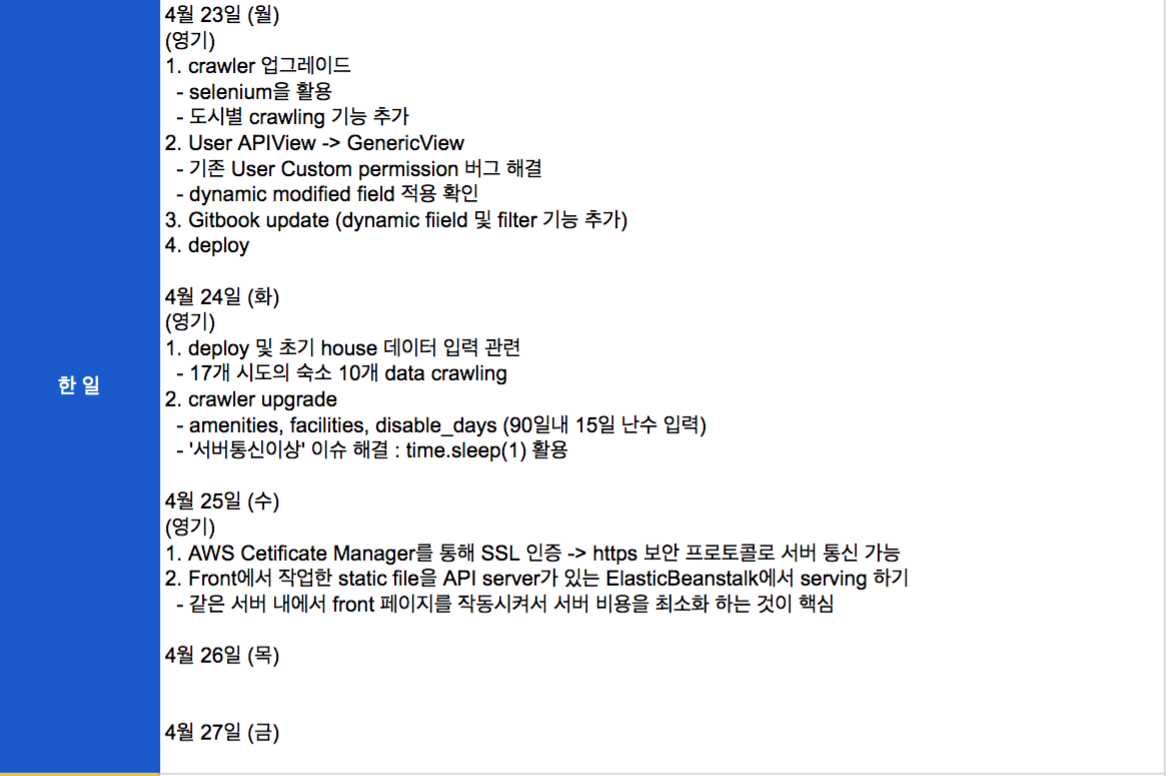 한 일
4월 23일 (월)
(영기)
1. crawler 업그레이드
- selenium을 활용
- 도시별 crawling 기능 추가
2. User APIView -> GenericView
- 기존 User Custom permission 버그 해결
- dynamic modified field 적용 확인
3. Gitbook update (dynamic fiield 및 filter 기능 추가)
4. deploy
4월 24일 (화)
(영기)
1. deploy 및 초기 house 데이터 입력 관련
- 17개 시도의 숙소 10개 data crawling
2. crawler upgrade
- amenities, facilities, disable_days (90일내 15일 난수 입력)
- '서버통신이상' 이슈 해결 : time.sleep(1) 활용
4월 25일 (수)
(영기)
1. AWS Cetificate Manager를 통해 SSL 인증 -> https 보안 프로토콜로 서버 통신 가능
2. Front에서 작업한 static file을 API server가 있는 ElasticBeanstalk에서 serving 하기
- 같은 서버 내에서 front 페이지를 작동시켜서 서버 비용을 최소화 하는 것이 핵심
4월 26일 (목)
4월 27일 (금)